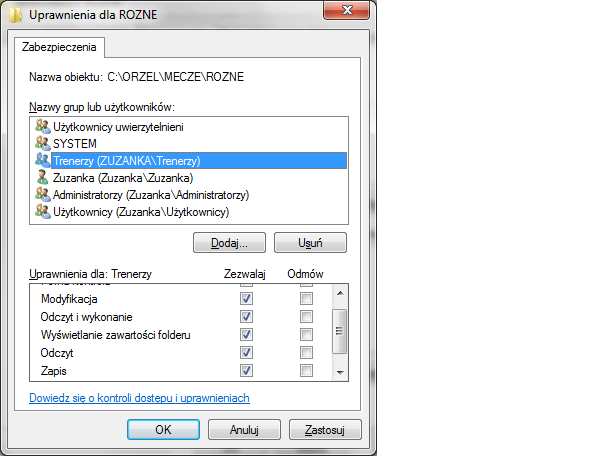 Uprawnienia dla ROZNE
Zabezpieczenia
Nazwa obiektu: C:\ORZEL\MECZE\ROZNE
Nazwy grup lub użytkowników:
Użytkownicy uwierzytelnieni
SYSTEM
Trenerzy (ZUZANKA\Trenerzy)
Zuzanka (Zuzanka\Zuzanka)
Administratorzy (Zuzanka\Administratorzy)
Użytkownicy (Zuzanka\Użytkownicy)
Dodaj... Usuń
Uprawnienia dla: Trenerzy Zezwalaj Odmów
Modyfikacja
Odczyt i wykonanie
Wyświetlanie zawartości folderu
Odczyt
Zapis
Dowiedz się o kontroli dostępu i uprawnieniach
OK Anuluj Zastosuj